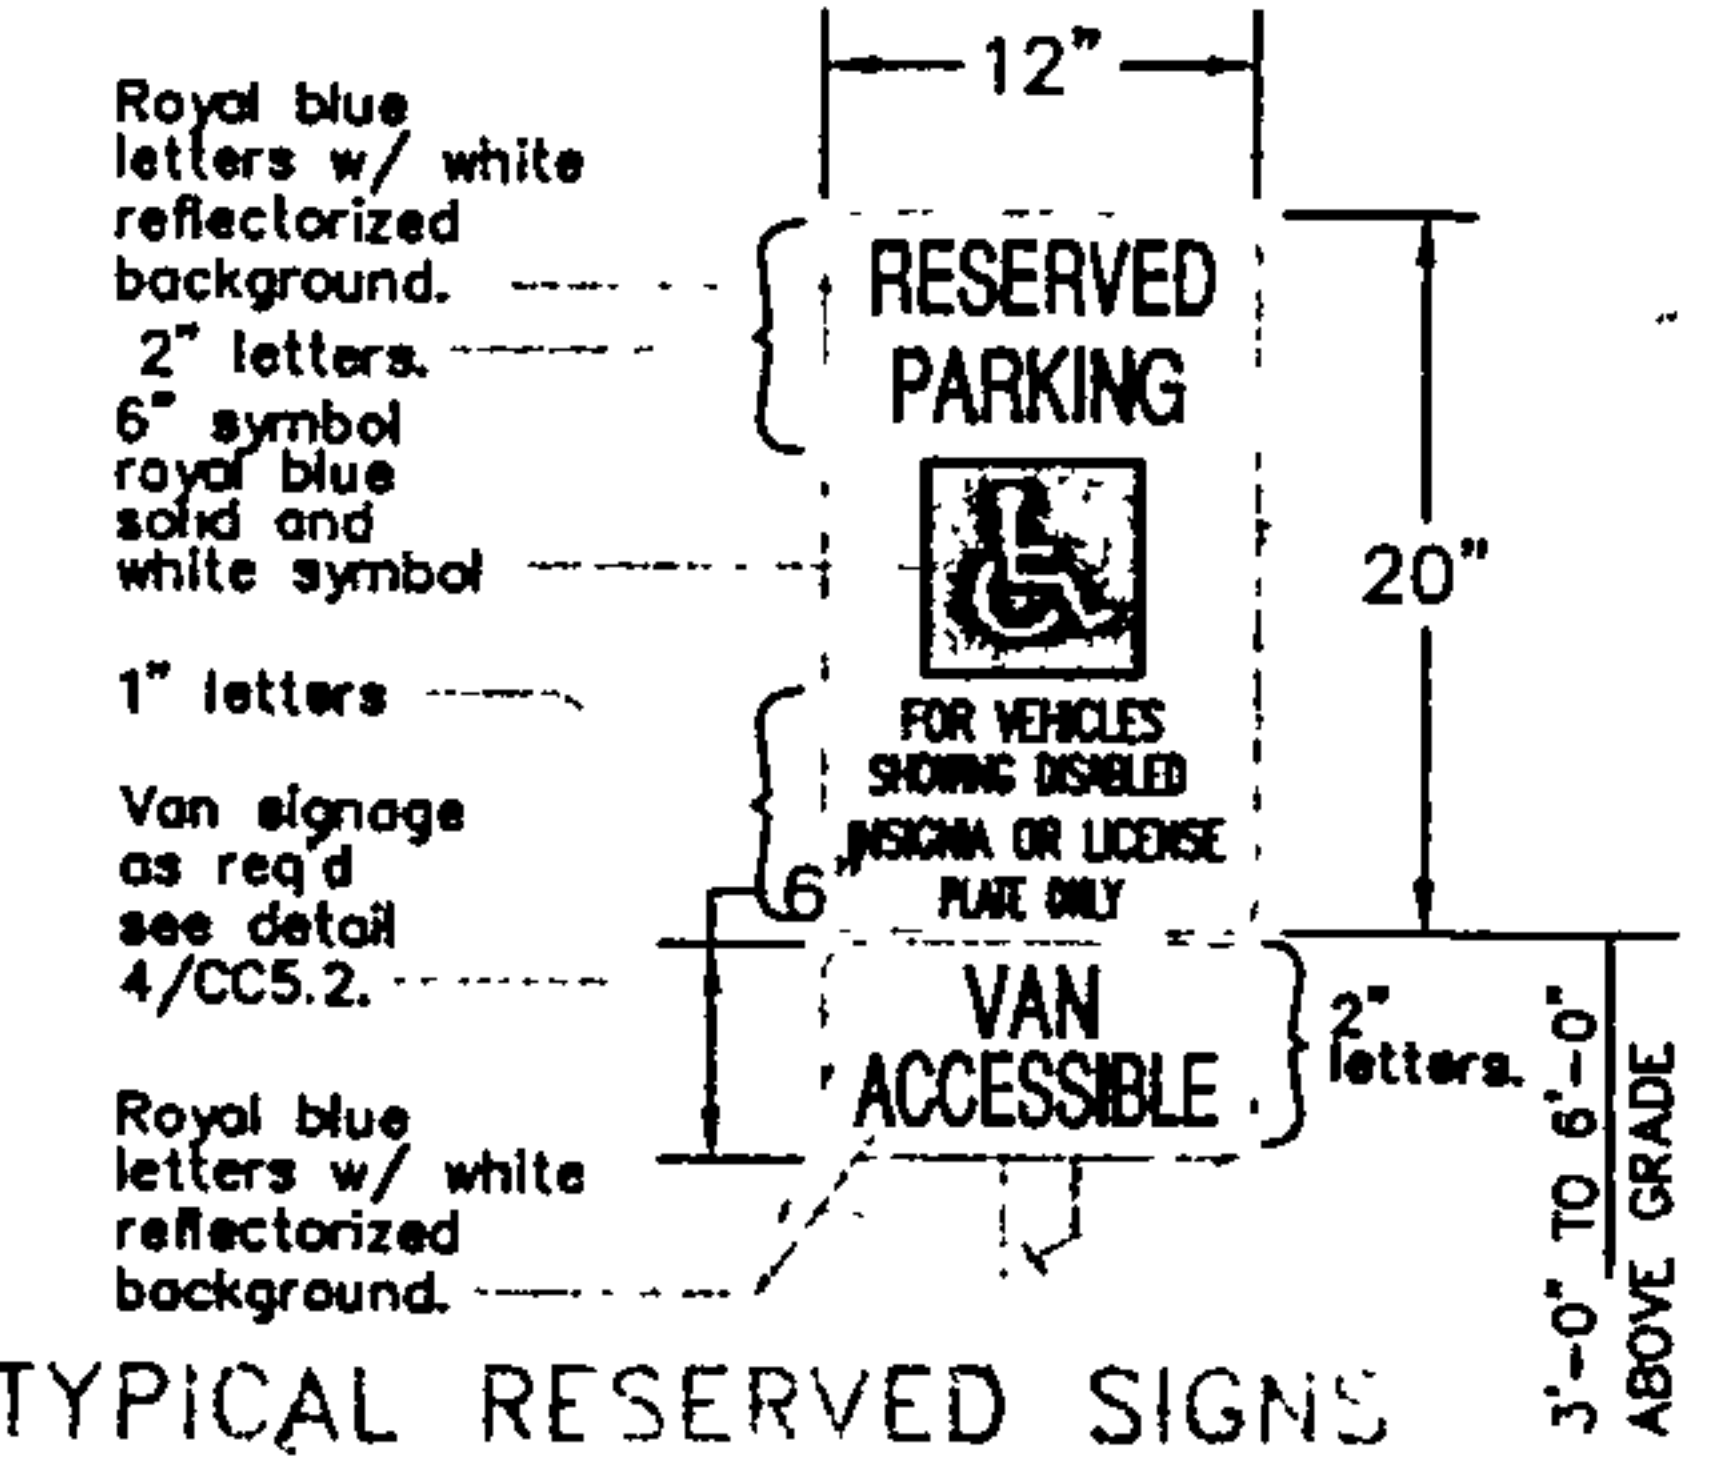 12"
Royal blue
letters w/ white
reflectorized
background.
2" letters.
6" symbol
royal blue
solid and
white symbol
1" letters
Van signage
as req'd
see detail
4/CC5.2.
Royal blue
letters w/ white
reflectorized
background.
RESERVED
PARKING
FOR VEHICLES
SHOWING DISABLED
INSIGNIA OR LICENSE
PLATE ONLY
6"
VAN
ACCESSIBLE
20"
2"
letters.
3'-0" TO 6'-0"
ABOVE GRADE
TYPICAL RESERVED SIGNS